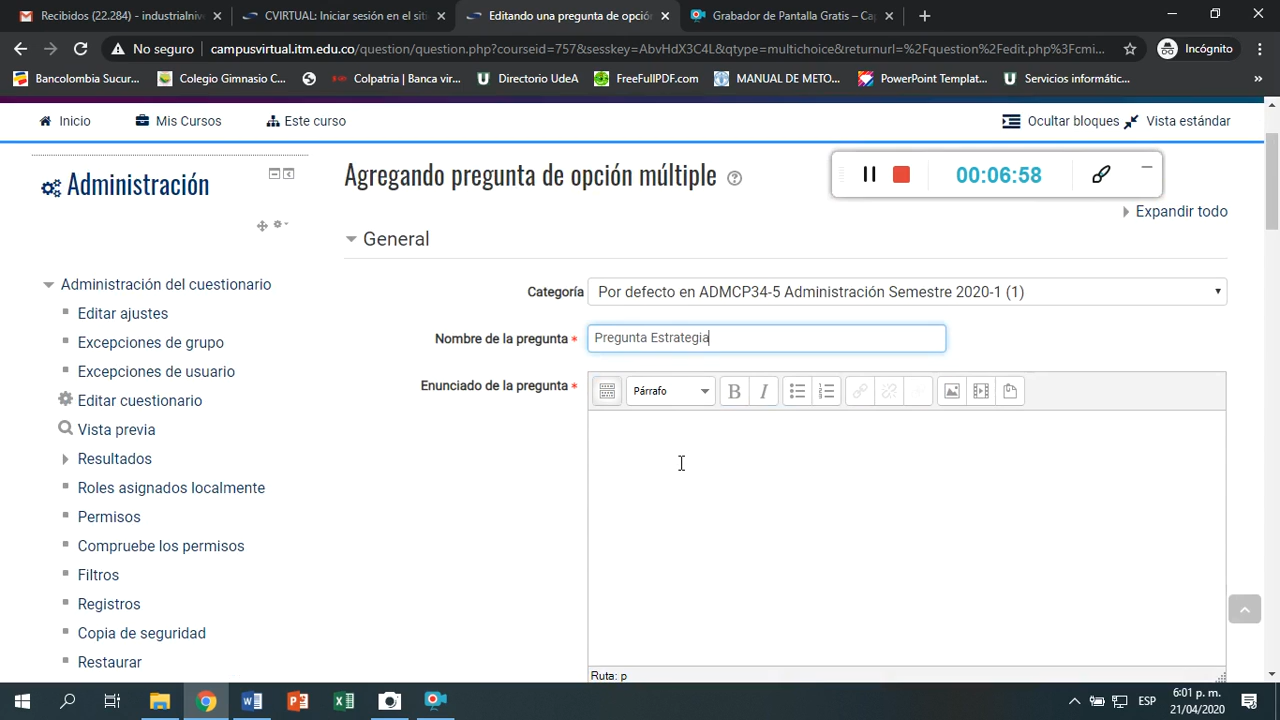 Recibidos (22.284) - industrialnive
CVIRTUAL: Iniciar sesión en el siti
Editando una pregunta de opció
Grabador de Pantalla Gratis – Ca
No seguro
campusvirtual.itm.edu.co/question/question.php?courseid=757&sesskey=AbvHdX3C4L&qtype=multichoice&returnurl=%2Fquestion%2Fedit.php%3Fcmi...
Incógnito
Bancolombia Sucur...
Colegio Gimnasio C...
Colpatria | Banca vir...
Directorio UdeA
FreeFullPDF.com
MANUAL DE METO...
PowerPoint Templat...
Servicios informátic...
»
Inicio
Mis Cursos
Este curso
Ocultar bloques
Vista estándar
Administración
Agregando pregunta de opción múltiple
00:06:58
Expandir todo
General
Administración del cuestionario
Editar ajustes
Excepciones de grupo
Excepciones de usuario
Editar cuestionario
Vista previa
Resultados
Roles asignados localmente
Permisos
Compruebe los permisos
Filtros
Registros
Copia de seguridad
Restaurar
Categoría
Por defecto en ADMCP34-5 Administración Semestre 2020-1 (1)
Nombre de la pregunta *
Pregunta Estrategia
Enunciado de la pregunta *
Párrafo
B I
Ruta: p
ESP
6:01 p. m.
21/04/2020